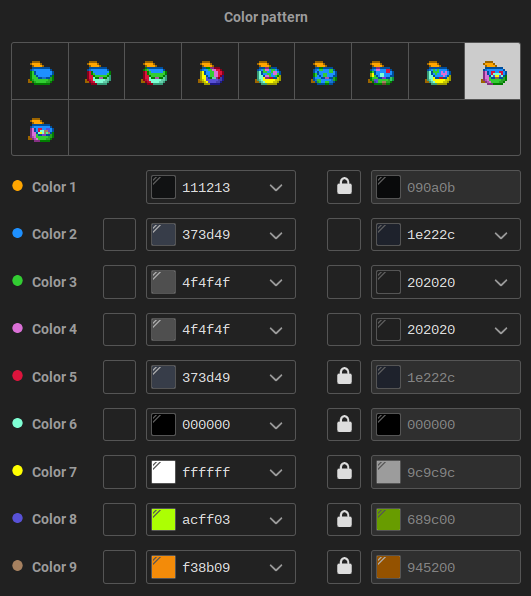 Color pattern
Color 1 111213 090a0b
Color 2 373d49 1e222c
Color 3 4f4f4f 202020
Color 4 4f4f4f 202020
Color 5 373d49 1e222c
Color 6 000000 000000
Color 7 ffffff 9c9c9c
Color 8 acff03 689c00
Color 9 f38b09 945200